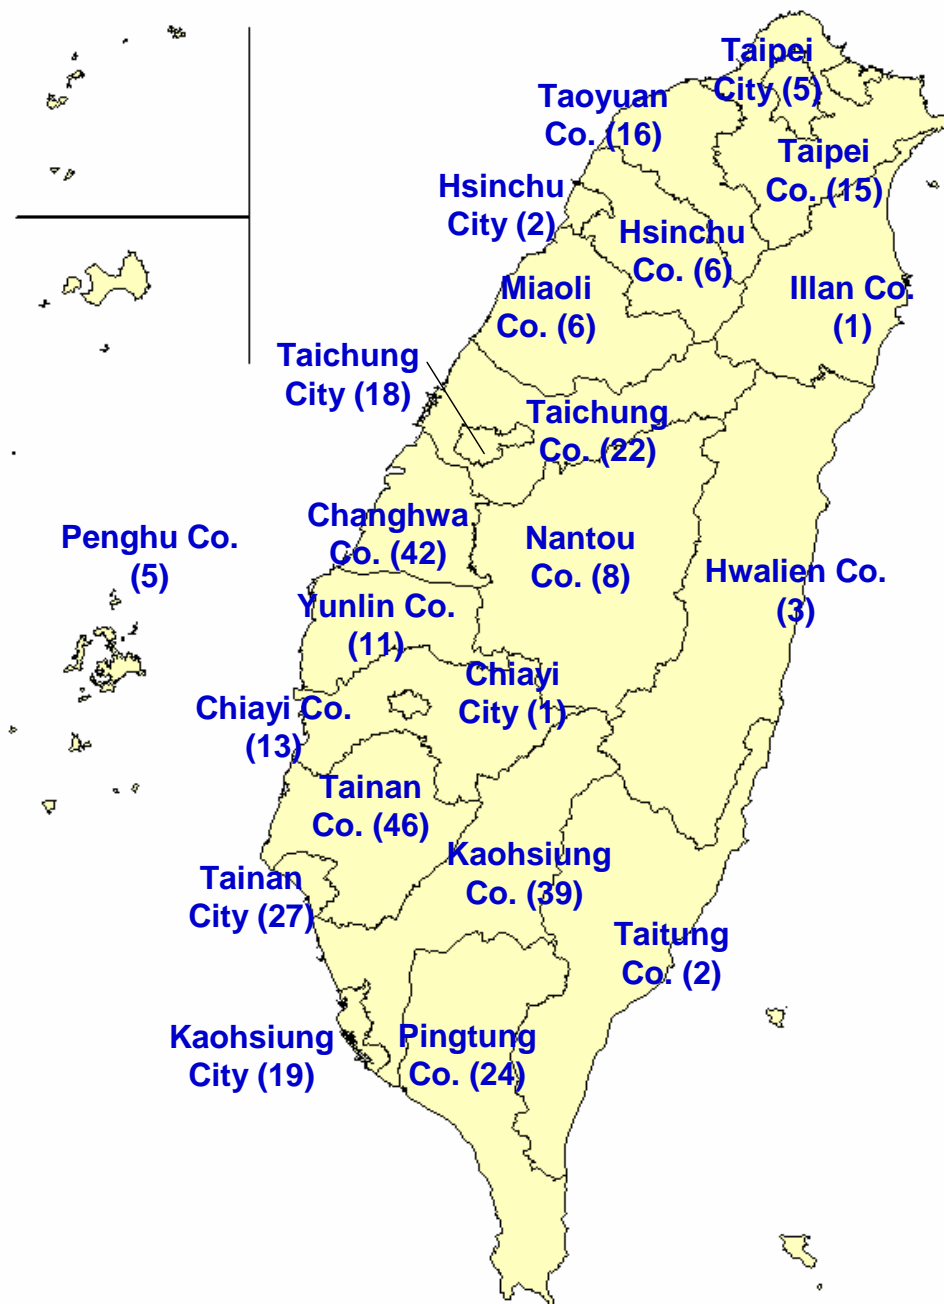 Taipei
City (5)
Taoyuan
Co. (16)
Taipei
Co. (15)
Hsinchu
City (2)
Hsinchu
Co. (6)
Miaoli
Co. (6)
Illan Co.
(1)
Taichung
City (18)
Taichung
Co. (22)
Changhwa
Co. (42)
Penghu Co.
(5)
Nantou
Co. (8)
Hwalien Co.
(3)
Yunlin Co.
(11)
Chiayi
City (1)
Chiayi Co.
(13)
Tainan
Co. (46)
Kaohsiung
Co. (39)
Tainan
City (27)
Taitung
Co. (2)
Kaohsiung
City (19)
Pingtung
Co. (24)